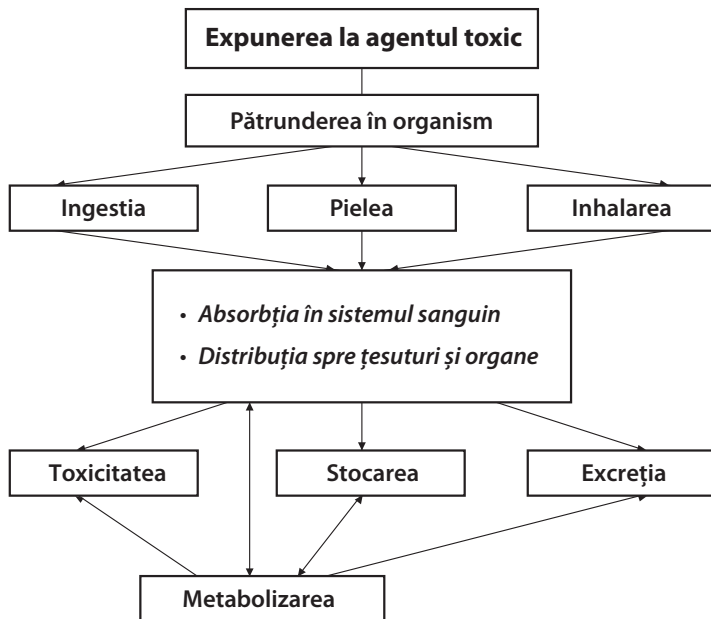 Expunerea la agentul toxic
Pătrunderea în organism
Ingestia
Pielea
Inhalarea
• Absorbția în sistemul sanguin
• Distribuția spre țesuturi și organe
Toxicitatea
Stocarea
Excreția
Metabolizarea